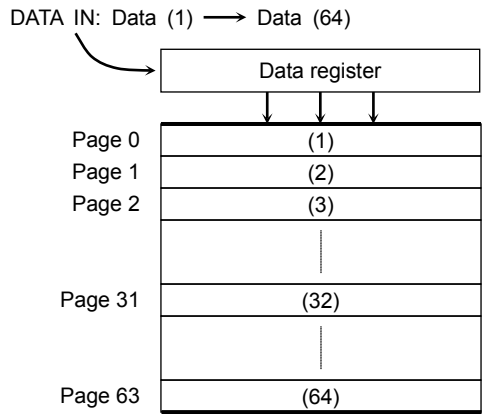 DATA IN: Data (1) ⟶ Data (64)
Data register
Page 0 (1)
Page 1 (2)
Page 2 (3)
Page 31 (32)
Page 63 (64)